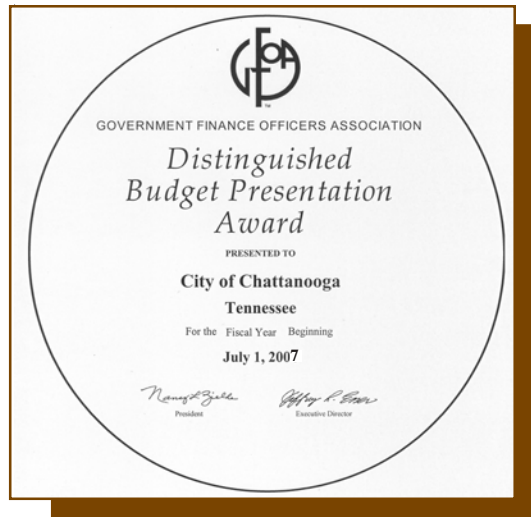 GFOA
TM
GOVERNMENT FINANCE OFFICERS ASSOCIATION
Distinguished
Budget Presentation
Award
PRESENTED TO
City of Chattanooga
Tennessee
For the Fiscal Year Beginning
July 1, 2007
President Executive Director